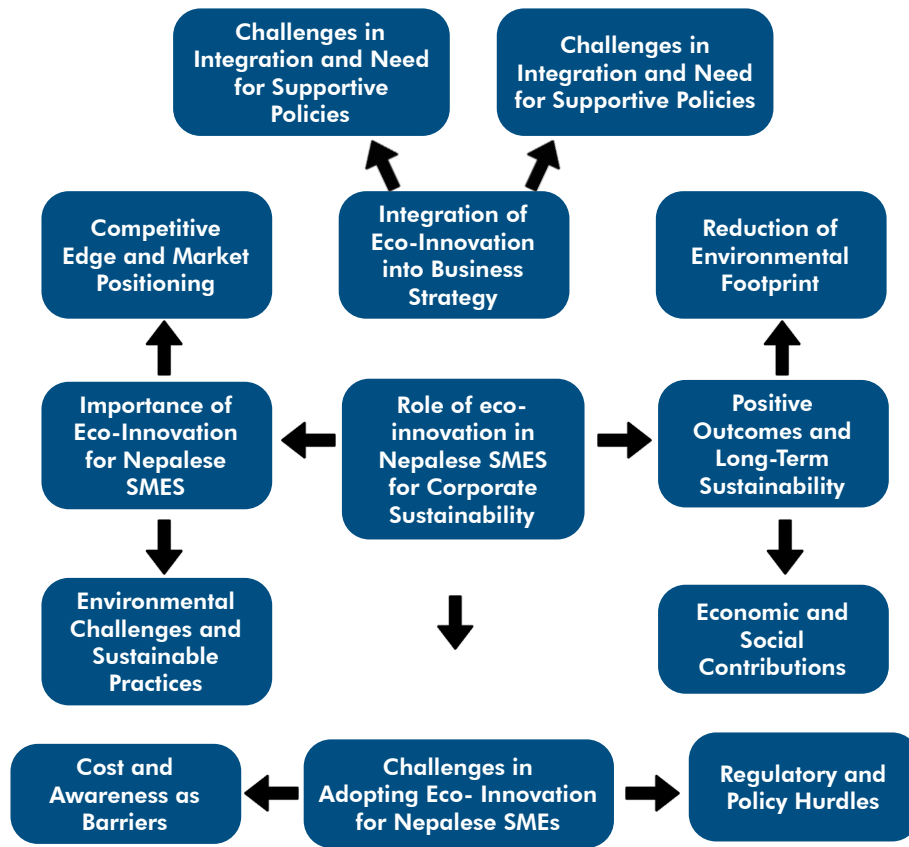 Challenges in
Integration and Need
for Supportive
Policies
Challenges in
Integration and Need
for Supportive Policies
Competitive
Edge and Market
Positioning
Integration of
Eco-Innovation
into Business
Strategy
Reduction of
Environmental
Footprint
Importance of
Eco-Innovation
for Nepalese
SMES
Role of eco-
innovation in
Nepalese SMES
for Corporate
Sustainability
Positive
Outcomes and
Long-Term
Sustainability
Environmental
Challenges and
Sustainable
Practices
Economic and
Social
Contributions
Cost and
Awareness as
Barriers
Challenges in
Adopting Eco- Innovation
for Nepalese SMEs
Regulatory and
Policy Hurdles